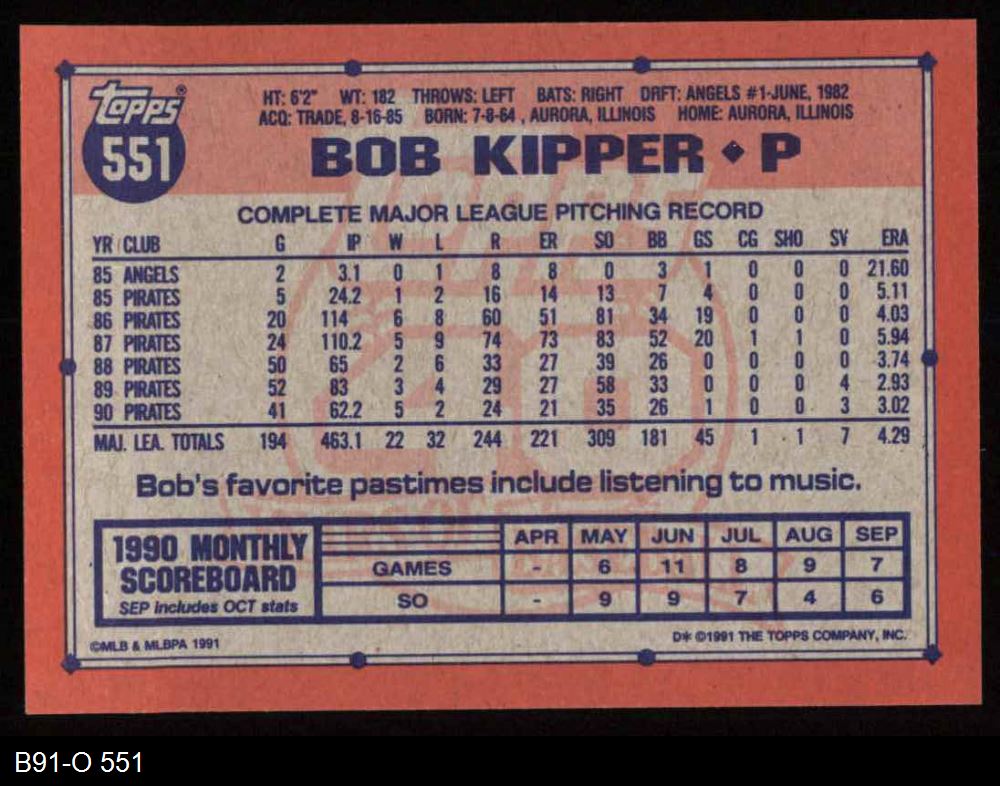 topps®
551
HT: 6'2" WT: 182 THROWS: LEFT BATS: RIGHT DRFT: ANGELS #1-JUNE, 1982
ACQ: TRADE, 8-16-85 BORN: 7-8-64 , AURORA, ILLINOIS HOME: AURORA, ILLINOIS
BOB KIPPER ◆ P
COMPLETE MAJOR LEAGUE PITCHING RECORD
YR CLUB G IP W L R ER SO BB GS CG SHO SV ERA
85 ANGELS 2 3.1 0 1 8 8 0 3 1 0 0 0 21.60
85 PIRATES 5 24.2 1 2 16 14 13 7 4 0 0 0 5.11
86 PIRATES 20 114 6 8 60 51 81 34 19 0 0 0 4.03
87 PIRATES 24 110.2 5 9 74 73 83 52 20 1 1 0 5.94
88 PIRATES 50 65 2 6 33 27 39 26 0 0 0 0 3.74
89 PIRATES 52 83 3 4 29 27 58 33 0 0 0 4 2.93
90 PIRATES 41 62.2 5 2 24 21 35 26 1 0 0 3 3.02
MAJ. LEA. TOTALS 194 463.1 22 32 244 221 309 181 45 1 1 7 4.29
Bob's favorite pastimes include listening to music.
1990 MONTHLY
SCOREBOARD
SEP includes OCT stats
APR MAY JUN JUL AUG SEP
GAMES - 6 11 8 9 7
SO - 9 9 7 4 6
©MLB & MLBPA 1991
D* ©1991 THE TOPPS COMPANY, INC.
B91-O 551